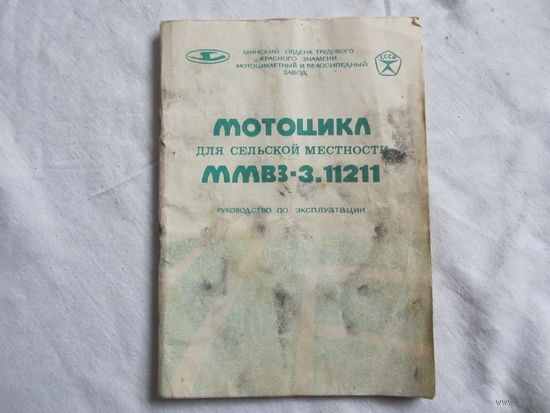 МИНСКИЙ ОРДЕНА ТРУДОВОГО
КРАСНОГО ЗНАМЕНИ
МОТОЦИКЛЕТНЫЙ И ВЕЛОСИПЕДНЫЙ
ЗАВОД
СССР
МОТОЦИКЛ
ДЛЯ СЕЛЬСКОЙ МЕСТНОСТИ
ММВЗ-3.11211
РУКОВОДСТВО ПО ЭКСПЛУАТАЦИИ